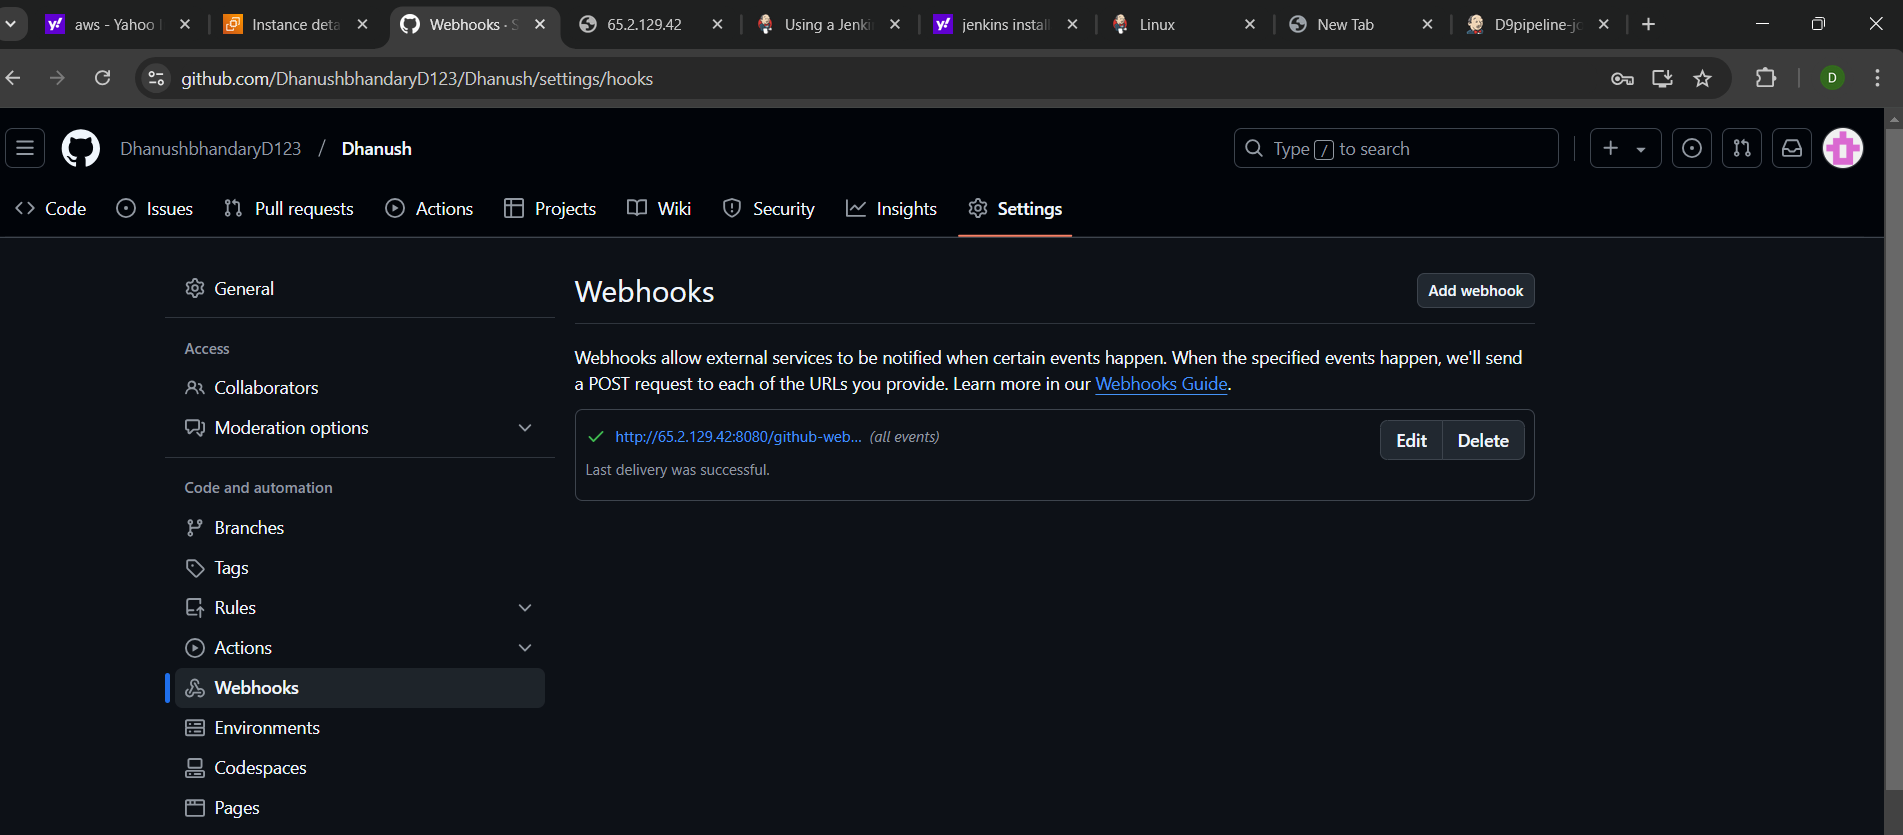 aws - Yahoo
Instance deta
Webhooks · S
65.2.129.42
Using a Jenki
jenkins install
Linux
New Tab
D9pipeline-jo
github.com/DhanushbhandaryD123/Dhanush/settings/hooks
D
DhanushbhandaryD123 / Dhanush
Type / to search
Code
Issues
Pull requests
Actions
Projects
Wiki
Security
Insights
Settings
General
Access
Collaborators
Moderation options
Code and automation
Branches
Tags
Rules
Actions
Webhooks
Environments
Codespaces
Pages
Webhooks
Add webhook
Webhooks allow external services to be notified when certain events happen. When the specified events happen, we'll send
a POST request to each of the URLs you provide. Learn more in our Webhooks Guide.
http://65.2.129.42:8080/github-web... (all events)
Edit
Delete
Last delivery was successful.